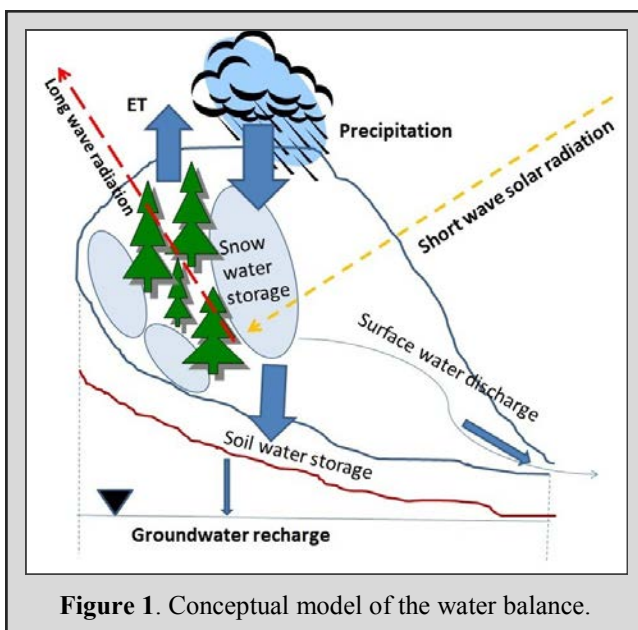 Long wave radiation
ET
Precipitation
Short wave solar radiation
Snow
water
storage
Surface water discharge
Soil water storage
Groundwater recharge
Figure 1. Conceptual model of the water balance.